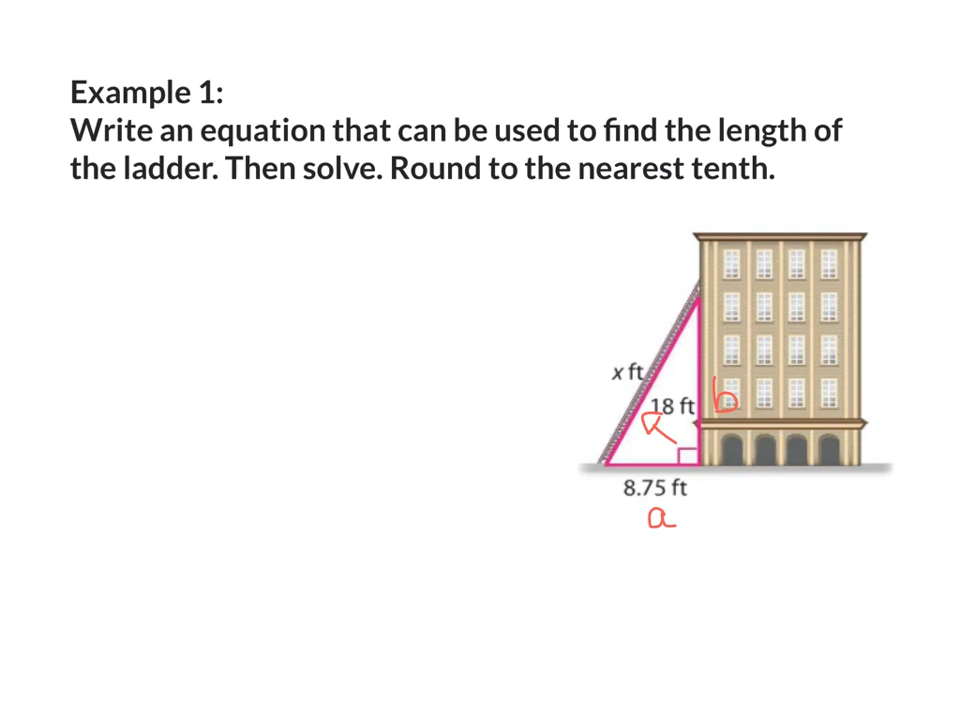 Example 1:
Write an equation that can be used to find the length of
the ladder. Then solve. Round to the nearest tenth.
x ft
18 ft
b
8.75 ft
a